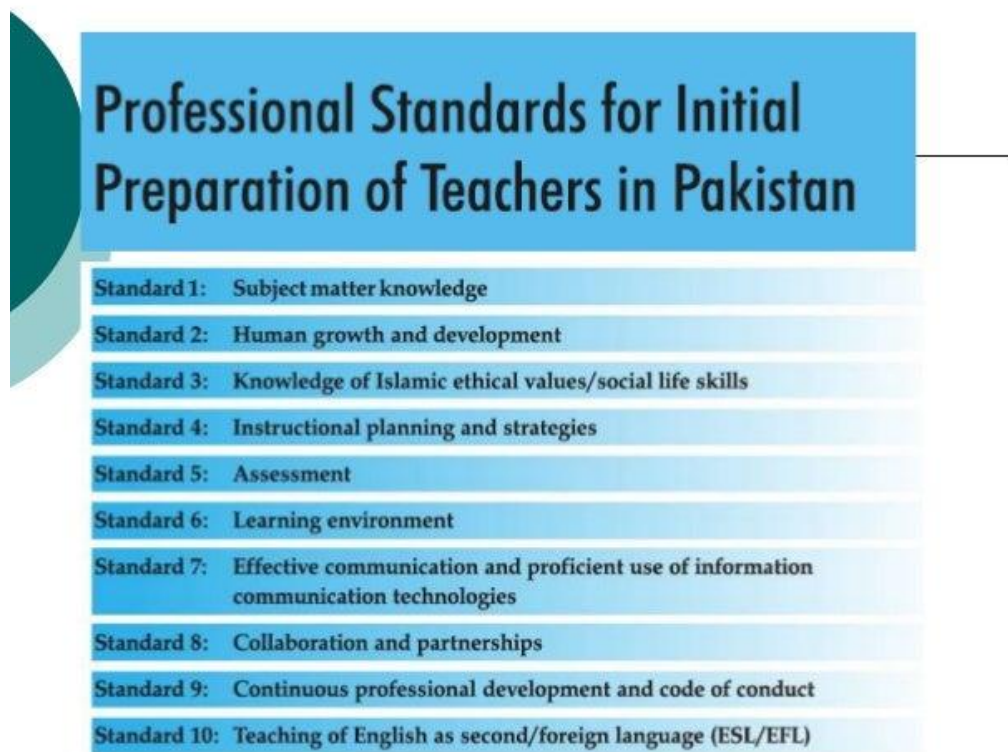 Professional Standards for Initial
Preparation of Teachers in Pakistan
Standard 1: Subject matter knowledge
Standard 2: Human growth and development
Standard 3: Knowledge of Islamic ethical values/social life skills
Standard 4: Instructional planning and strategies
Standard 5: Assessment
Standard 6: Learning environment
Standard 7: Effective communication and proficient use of information
communication technologies
Standard 8: Collaboration and partnerships
Standard 9: Continuous professional development and code of conduct
Standard 10: Teaching of English as second/foreign language (ESL/EFL)